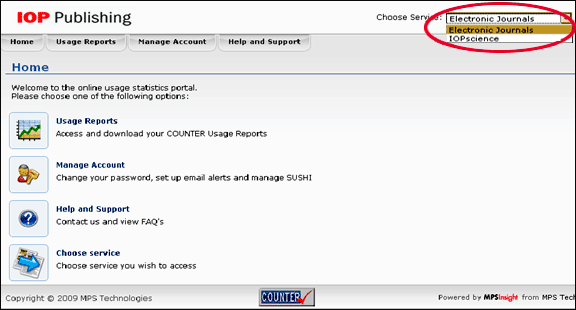 IOP Publishing
Choose Service: Electronic Journals
Electronic Journals
IOPscience
Home Usage Reports Manage Account Help and Support
Home
Welcome to the online usage statistics portal.
Please choose one of the following options:
Usage Reports
Access and download your COUNTER Usage Reports
Manage Account
Change your password, set up email alerts and manage SUSHI
Help and Support
Contact us and view FAQ's
Choose service
Choose service you wish to access
Copyright © 2009 MPS Technologies
COUNTER
Powered by MPSInsight from MPS Tec